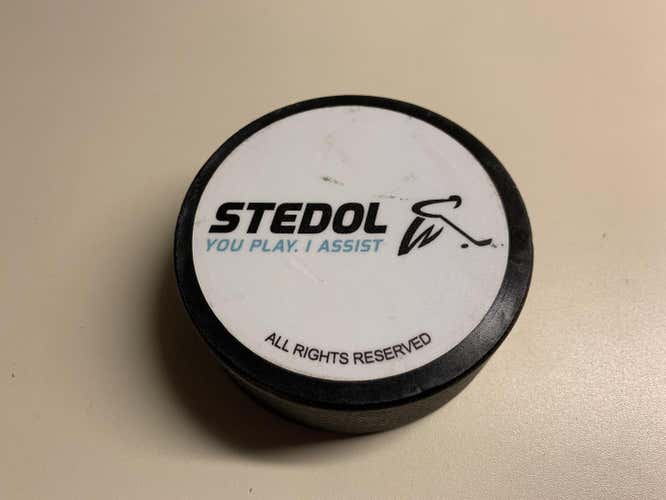 STEDOL
YOU PLAY. I ASSIST
ALL RIGHTS RESERVED